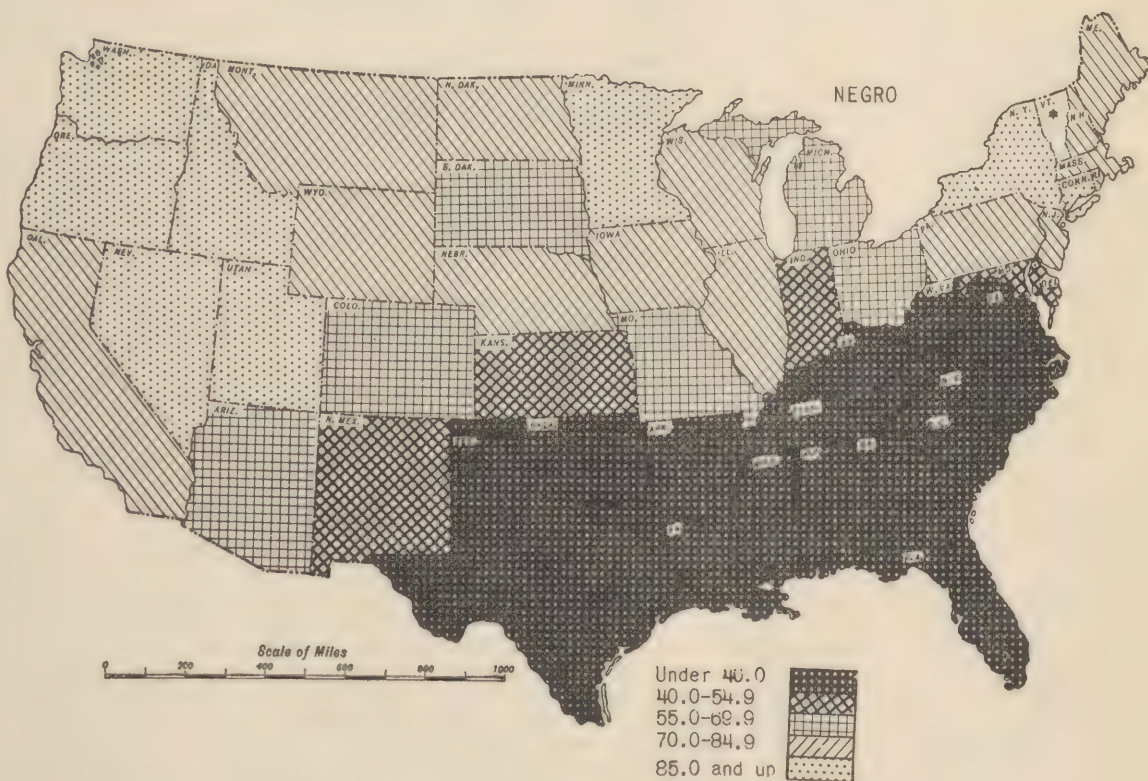 NEGRO
WASH.
IDA
MONT.
N. DAK.
MINN.
ME.
N. Y.
VT.
*
N.H.
ORE.
S. DAK.
WIS.
MICH.
MASS.
CONN.
R.
WYO.
IOWA
PA.
N.J.
CAL.
NEV.
UTAH
NEBR.
ILL.
IND.
OHIO
W. VA.
DEL
COLO.
KANS.
MO.
ARIZ.
N. MEX.
ARK.
FLA.
Scale of Miles
0 200 400 600 800 1000
Under 40.0
40.0-54.9
55.0-69.9
70.0-84.9
85.0 and up